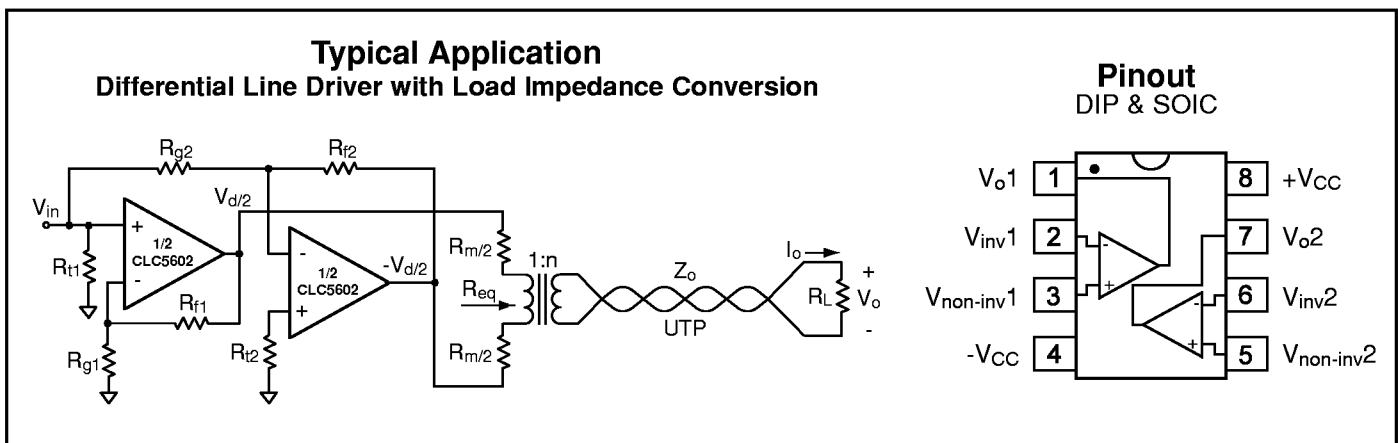 Typical Application
Differential Line Driver with Load Impedance Conversion
Rg2
Rf2
Vin
Vd/2
+
1/2
CLC5602
-
Rt1
Rf1
Rg1
-
1/2
CLC5602
+
-Vd/2
Rt2
Rm/2
Req
Rm/2
1:n
Zo
UTP
Io
RL
+
Vo
-
Pinout
DIP & SOIC
Vo1 1 8 +VCC
Vinv1 2 - 7 Vo2
Vnon-inv1 3 + - 6 Vinv2
-VCC 4 + 5 Vnon-inv2